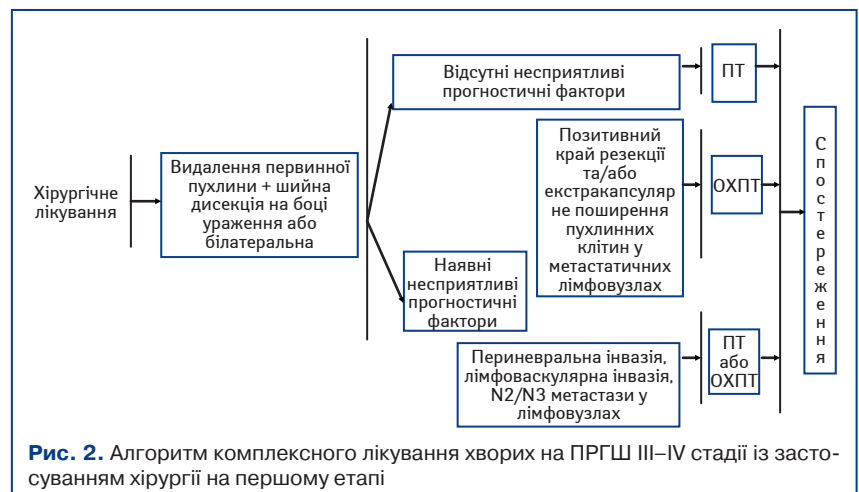 Хірургічне
лікування
Видалення первинної
пухлини + шийна
дисекція на боці
ураження або
білатеральна
Відсутні несприятливі
прогностичні фактори
ПТ
Наявні
несприятливі
прогностичні
фактори
Позитивний
край резекції
та/або
екстракапсуляр
не поширення
пухлинних
клітин у
метастатичних
лімфовузлах
ОХПТ
Периневральна інвазія,
лімфоваскулярна інвазія,
N2/N3 метастази у
лімфовузлах
ПТ
або
ОХПТ
Спостереження
Рис. 2. Алгоритм комплексного лікування хворих на ПРГШ III–IV стадії із засто-
суванням хірургії на першому етапі